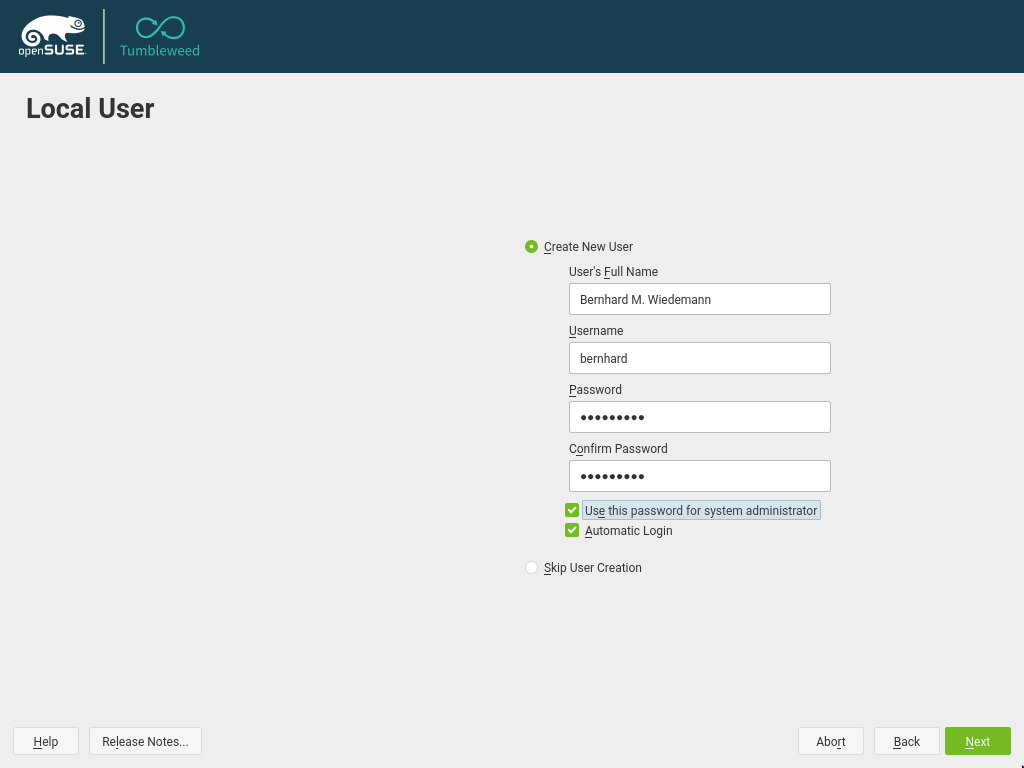 openSUSE
Tumbleweed
Local User
Create New User
User's Full Name
Bernhard M. Wiedemann
Username
bernhard
Password
●●●●●●●●●
Confirm Password
●●●●●●●●●
Use this password for system administrator
Automatic Login
Skip User Creation
Help
Release Notes...
Abort
Back
Next